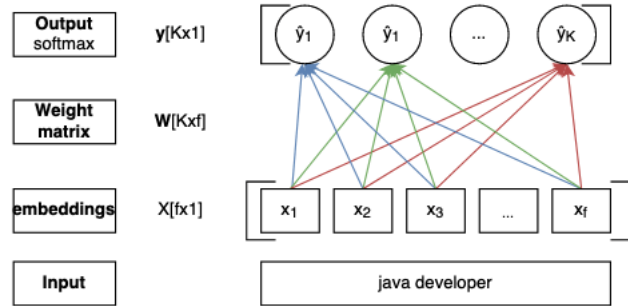 Output
softmax
y[Kx1]
ŷ1
ŷ1
...
ŷK
Weight
matrix
W[Kxf]
embeddings
X[fx1]
x1
x2
x3
...
xf
Input
java developer